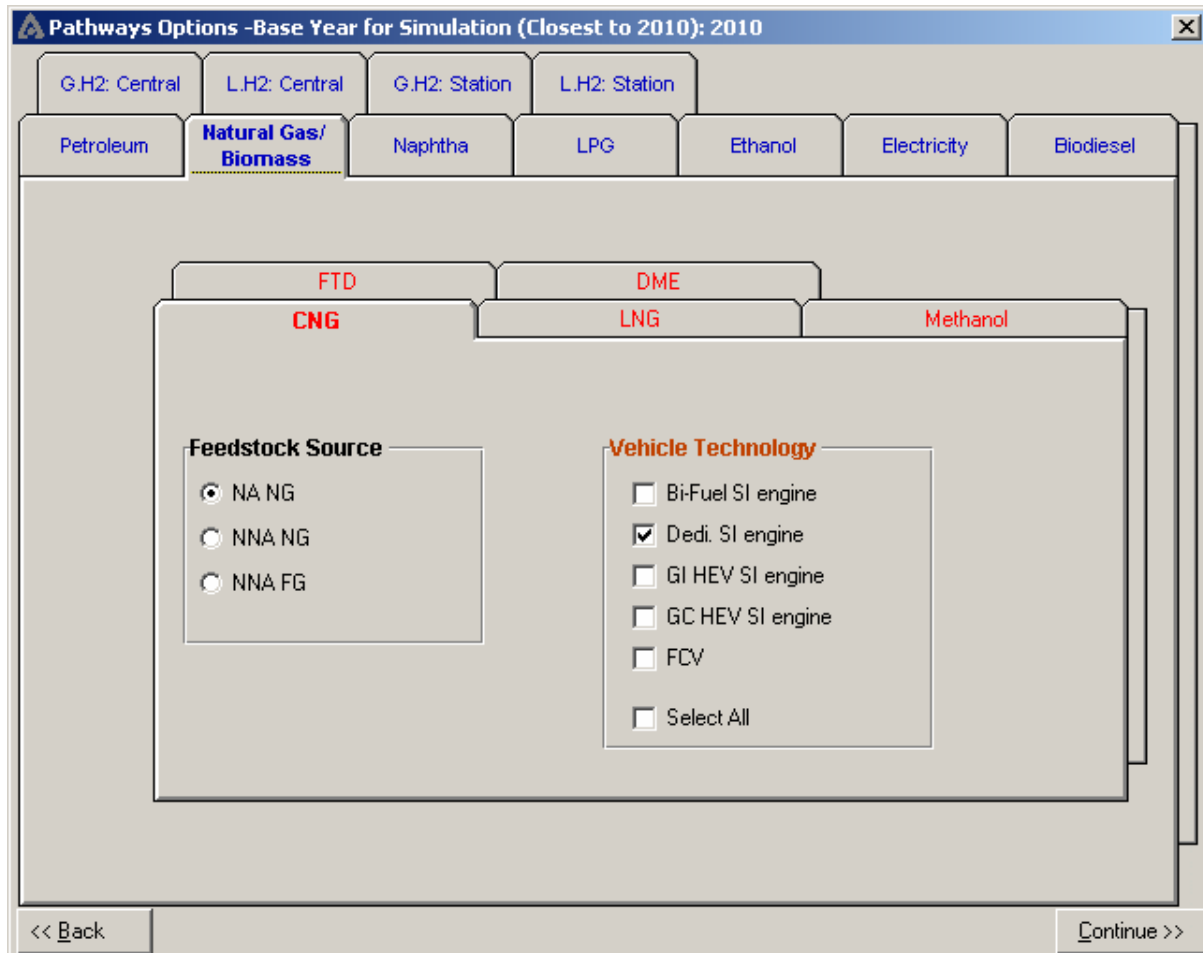 Pathways Options -Base Year for Simulation (Closest to 2010): 2010
G.H2: Central L.H2: Central G.H2: Station L.H2: Station
Petroleum Natural Gas/ Biomass Naphtha LPG Ethanol Electricity Biodiesel
FTD DME
CNG LNG Methanol
Feedstock Source
NA NG
NNA NG
NNA FG
Vehicle Technology
Bi-Fuel SI engine
Dedi. SI engine
GI HEV SI engine
GC HEV SI engine
FCV
Select All
<< Back Continue >>